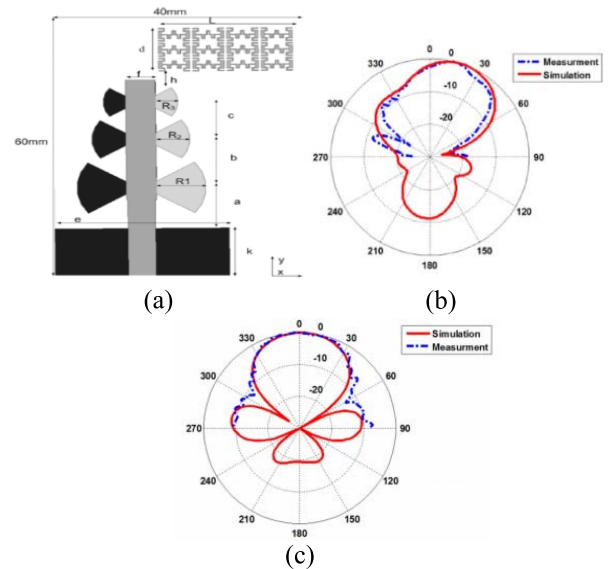 40mm
L
d
f
h
R3
c
60mm
R2
b
R1
a
e
k
y
x
(a)
Measurment
Simulation
0
0
330
30
-10
300
60
-20
270
90
240
120
210
150
180
(b)
Simulation
Measurment
0
0
330
30
-10
300
60
-20
270
90
240
120
210
150
180
(c)